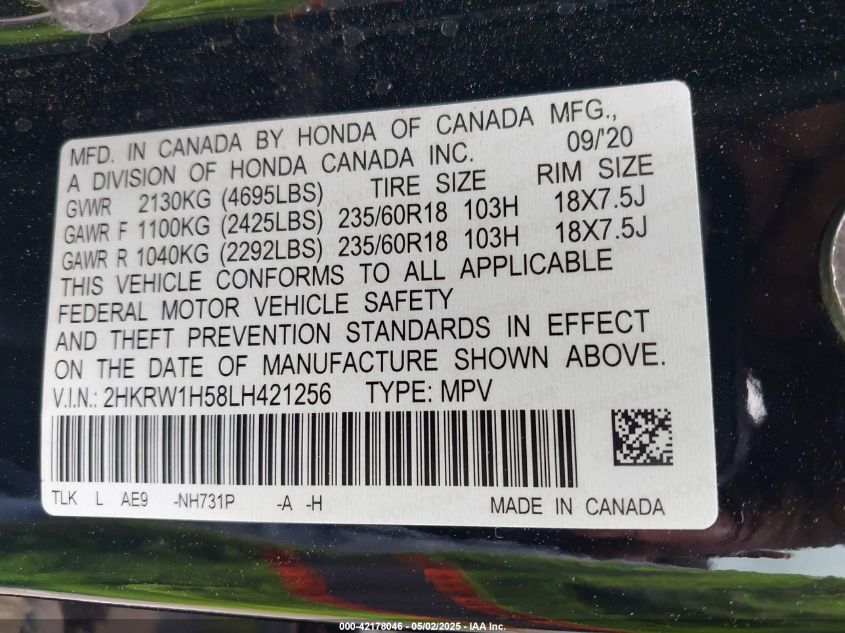 MFD. IN CANADA BY HONDA OF CANADA MFG.,
A DIVISION OF HONDA CANADA INC. 09/'20
GVWR 2130KG (4695LBS) TIRE SIZE RIM SIZE
GAWR F 1100KG (2425LBS) 235/60R18 103H 18X7.5J
GAWR R 1040KG (2292LBS) 235/60R18 103H 18X7.5J
THIS VEHICLE CONFORMS TO ALL APPLICABLE
FEDERAL MOTOR VEHICLE SAFETY
AND THEFT PREVENTION STANDARDS IN EFFECT
ON THE DATE OF MANUFACTURE SHOWN ABOVE.
V.I.N.: 2HKRW1H58LH421256 TYPE: MPV
TLK L AE9 -NH731P -A -H MADE IN CANADA
000-42178046 - 05/02/2025 - IAA Inc.